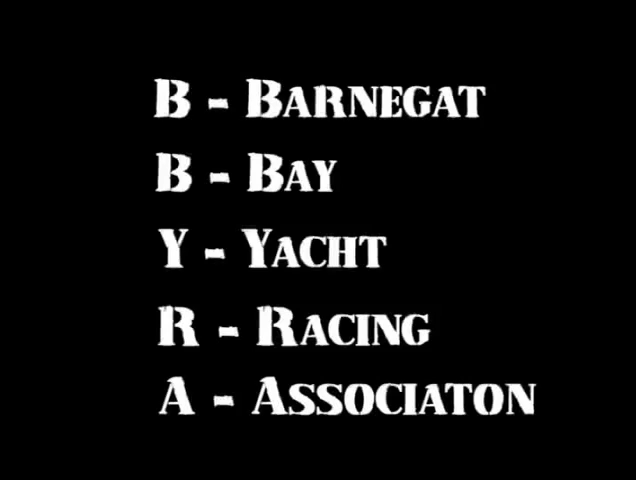 B - Barnegat
B - Bay
Y - Yacht
R - Racing
A - Associaton